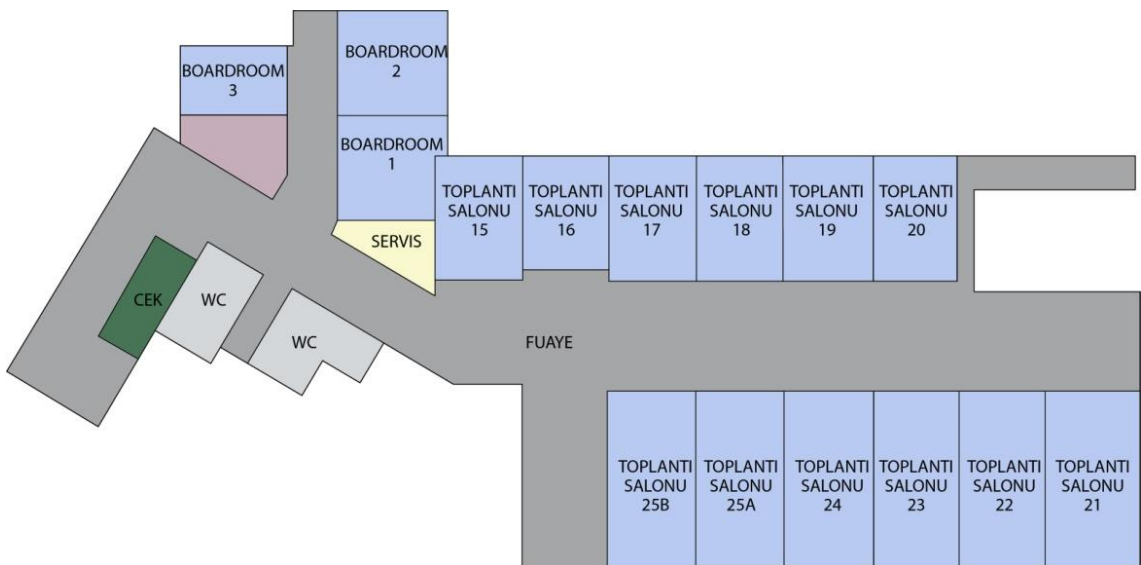 BOARDROOM
2
BOARDROOM
3
BOARDROOM
1
TOPLANTI
SALONU
15
TOPLANTI
SALONU
16
TOPLANTI
SALONU
17
TOPLANTI
SALONU
18
TOPLANTI
SALONU
19
TOPLANTI
SALONU
20
SERVIS
CEK
WC
WC
FUAYE
TOPLANTI
SALONU
25B
TOPLANTI
SALONU
25A
TOPLANTI
SALONU
24
TOPLANTI
SALONU
23
TOPLANTI
SALONU
22
TOPLANTI
SALONU
21